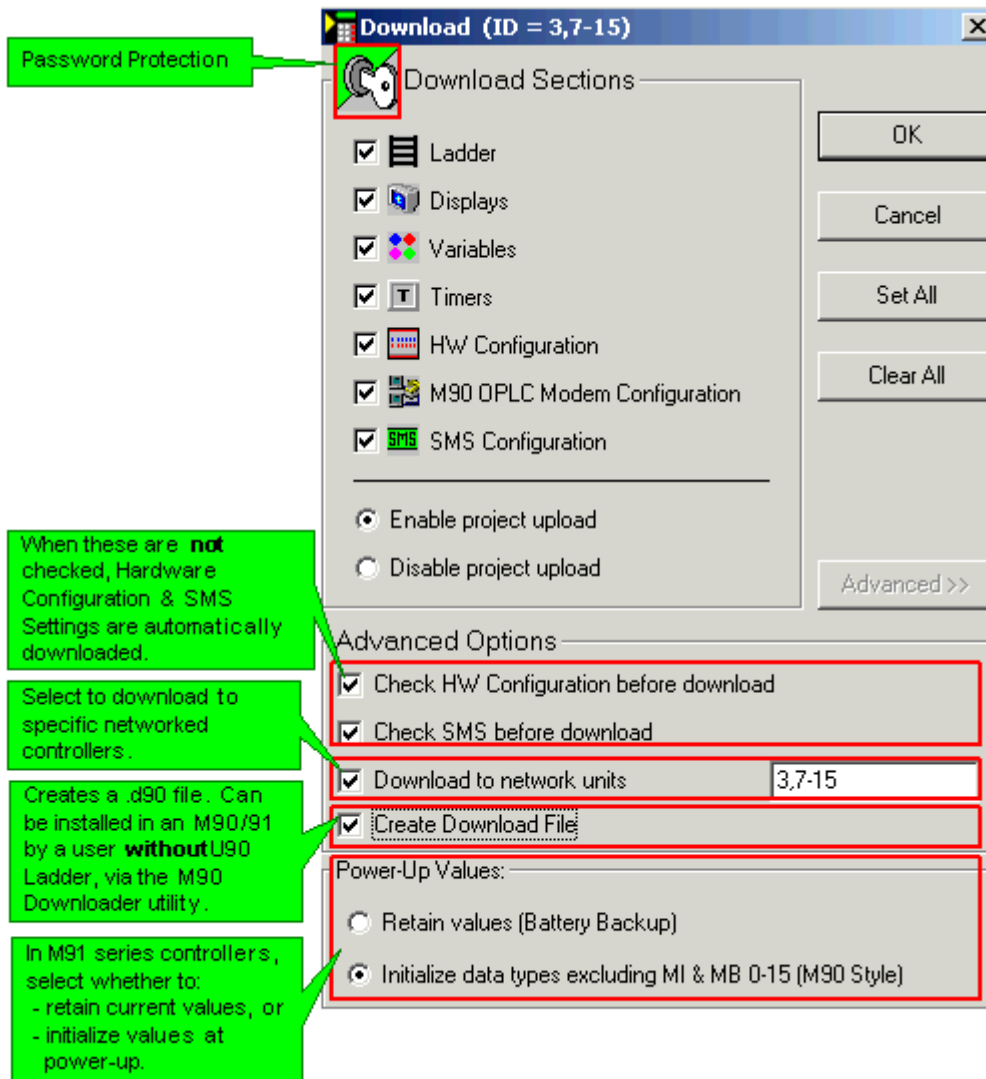 Download (ID = 3,7-15)
Password Protection
Download Sections
Ladder
Displays
Variables
T Timers
HW Configuration
M90 OPLC Modem Configuration
SMS SMS Configuration
Enable project upload
Disable project upload
OK
Cancel
Set All
Clear All
Advanced >>
When these are not
checked, Hardware
Configuration & SMS
Settings are automatically
downloaded.
Advanced Options
Check HW Configuration before download
Check SMS before download
Select to download to
specific networked
controllers.
Download to network units 3,7-15
Creates a .d90 file. Can
be installed in an M90/91
by a user without U90
Ladder, via the M90
Downloader utility.
Create Download File
Power-Up Values:
Retain values (Battery Backup)
Initialize data types excluding MI & MB 0-15 (M90 Style)
In M91 series controllers,
select whether to:
- retain current values, or
- initialize values at
power-up.